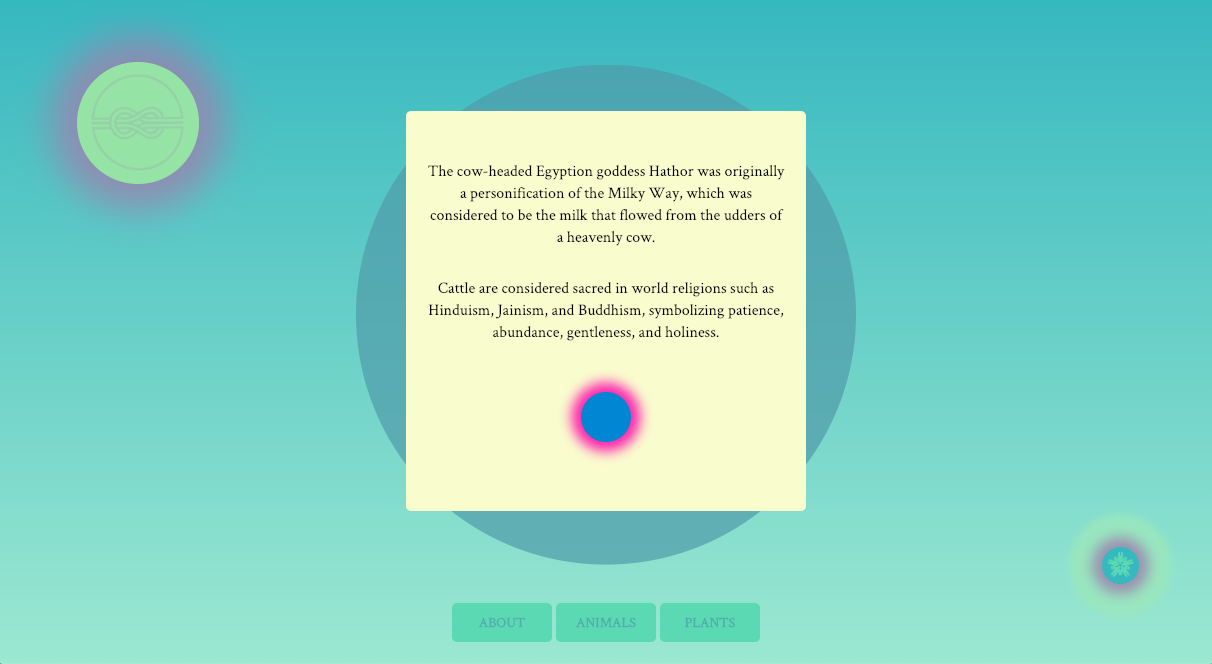 The cow-headed Egyption goddess Hathor was originally
a personification of the Milky Way, which was
considered to be the milk that flowed from the udders of
a heavenly cow.
Cattle are considered sacred in world religions such as
Hinduism, Jainism, and Buddhism, symbolizing patience,
abundance, gentleness, and holiness.
ABOUT ANIMALS PLANTS